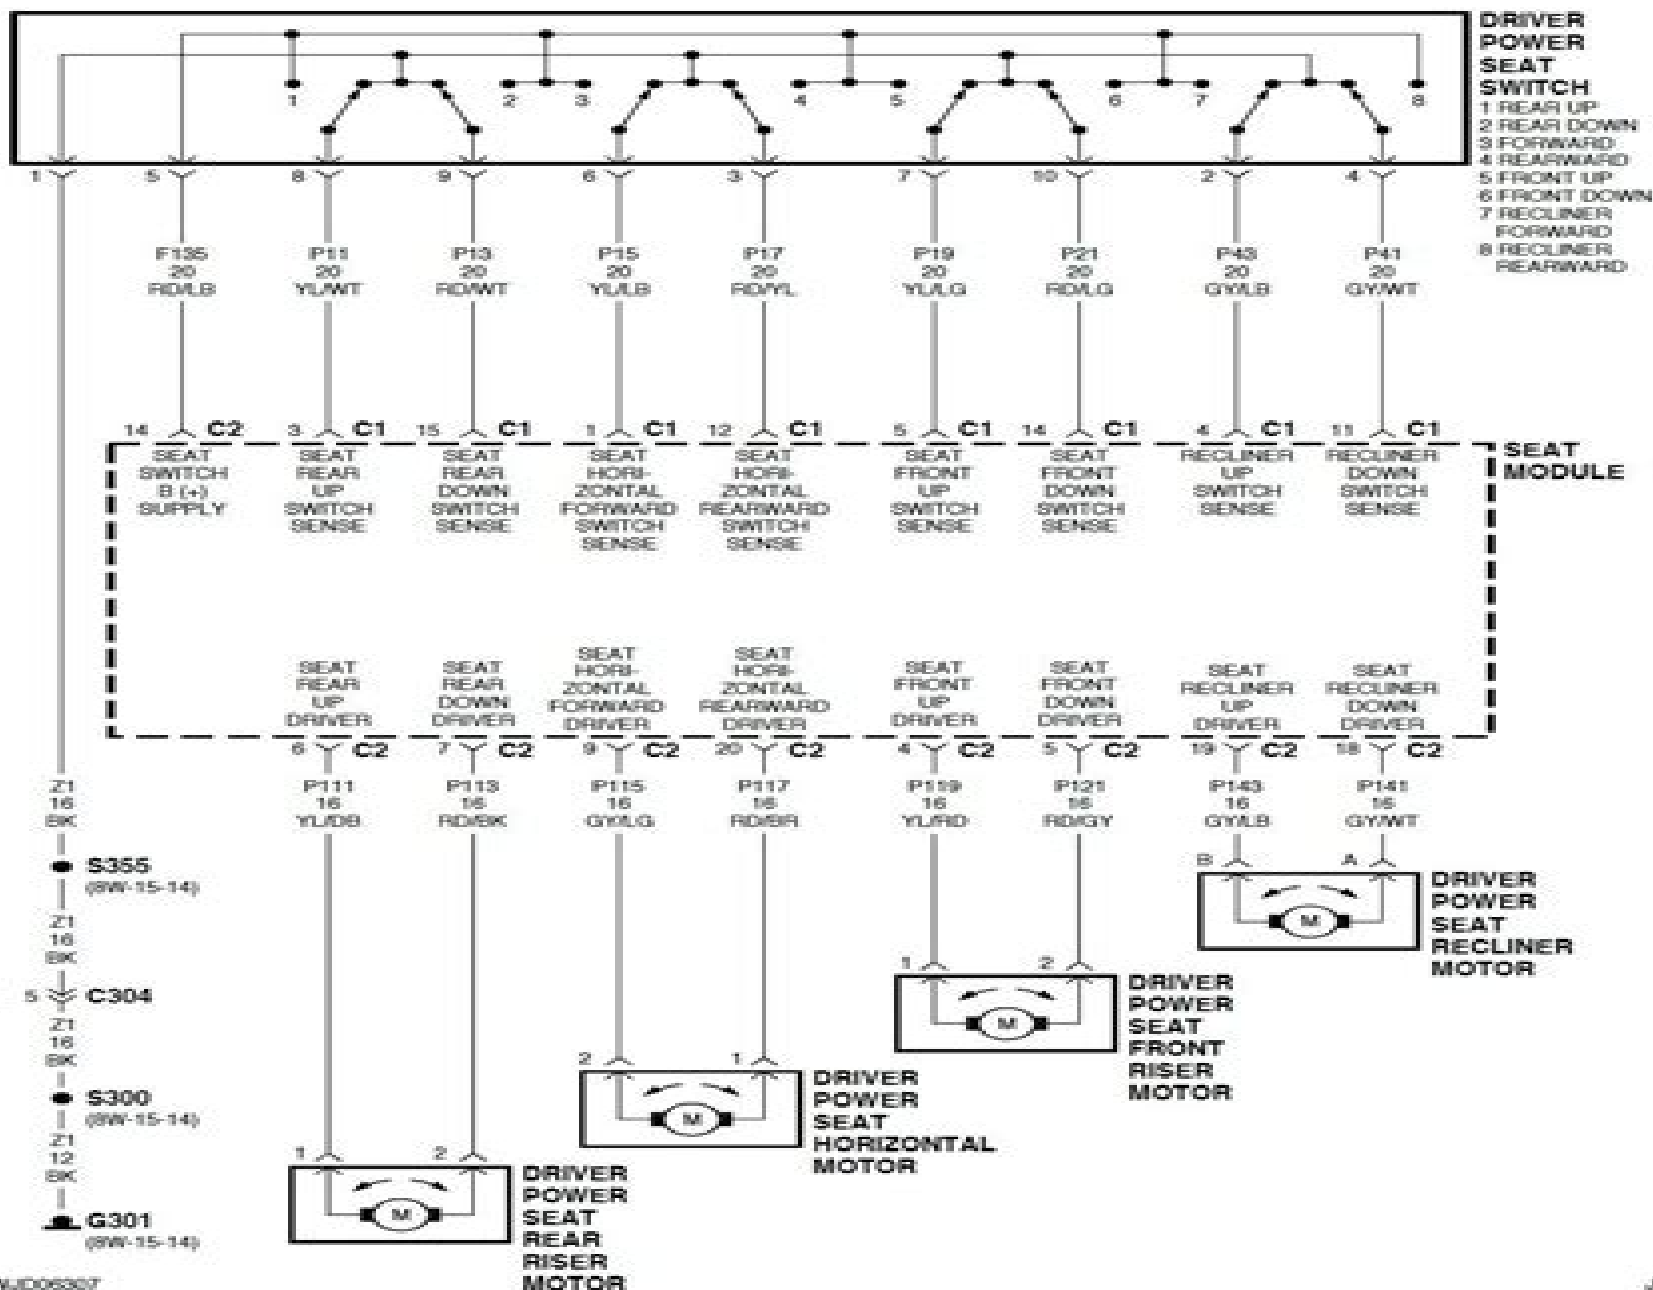 DRIVER
POWER
SEAT
SWITCH
1 REAR UP
2 REAR DOWN
3 FORWARD
4 REARWARD
5 FRONT UP
6 FRONT DOWN
7 RECLINER
FORWARD
8 RECLINER
REARWARD
1 2 3 4 5 6 7 8
1 5 8 9 6 3 7 10 2 4
F135 P11 P13 P15 P17 P19 P21 P43 P41
20 20 20 20 20 20 20 20 20
RD/LB YL/WT RD/WT YL/LB RD/YL YL/LG RD/LG GY/LB GY/WT
14 C2 3 C1 15 C1 1 C1 12 C1 5 C1 14 C1 4 C1 11 C1
SEAT
SWITCH
B (+)
SUPPLY
SEAT
REAR
UP
SWITCH
SENSE
SEAT
REAR
DOWN
SWITCH
SENSE
SEAT
HORI-
ZONTAL
FORWARD
SWITCH
SENSE
SEAT
HORI-
ZONTAL
REARWARD
SWITCH
SENSE
SEAT
FRONT
UP
SWITCH
SENSE
SEAT
FRONT
DOWN
SWITCH
SENSE
RECLINER
UP
SWITCH
SENSE
RECLINER
DOWN
SWITCH
SENSE
SEAT
MODULE
SEAT
REAR
UP
DRIVER
SEAT
REAR
DOWN
DRIVER
SEAT
HORI-
ZONTAL
FORWARD
DRIVER
SEAT
HORI-
ZONTAL
REARWARD
DRIVER
SEAT
FRONT
UP
DRIVER
SEAT
FRONT
DOWN
DRIVER
SEAT
RECLINER
UP
DRIVER
SEAT
RECLINER
DOWN
DRIVER
6 C2 7 C2 9 C2 20 C2 4 C2 5 C2 19 C2 18 C2
Z1 P111 P113 P115 P117 P119 P121 P143 P141
16 16 16 16 16 16 16 16 16
BK YL/DB RD/BK GY/LG RD/BR YL/RD RD/GY GY/LB GY/WT
S355
(8W-15-14)
Z1
16
BK
5 C304
Z1
16
BK
S300
(8W-15-14)
Z1
12
BK
G301
(8W-15-14)
B A
M
DRIVER
POWER
SEAT
RECLINER
MOTOR
1 2
M
DRIVER
POWER
SEAT
FRONT
RISER
MOTOR
2 1
M
DRIVER
POWER
SEAT
HORIZONTAL
MOTOR
1 2
M
DRIVER
POWER
SEAT
REAR
RISER
MOTOR